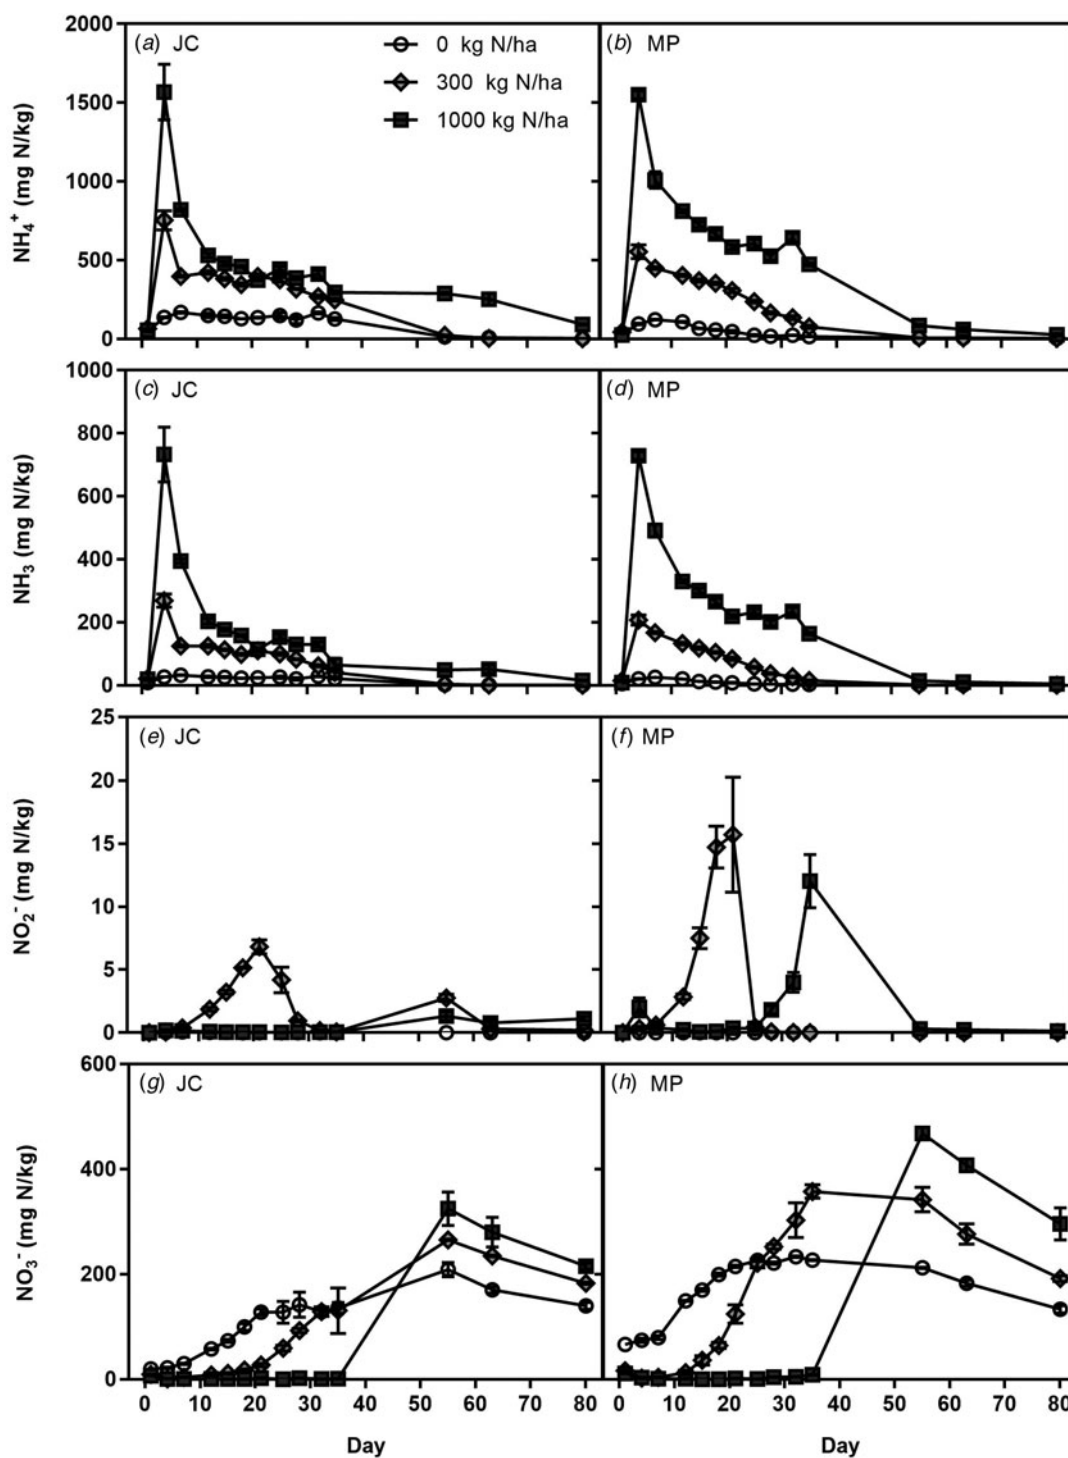 2000
1500
1000
500
0
NH₄⁺ (mg N/kg)
(a) JC
0 kg N/ha
300 kg N/ha
1000 kg N/ha
(b) MP
1000
800
600
400
200
0
NH₃ (mg N/kg)
(c) JC
(d) MP
25
20
15
10
5
0
NO₂⁻ (mg N/kg)
(e) JC
(f) MP
600
400
200
0
NO₃⁻ (mg N/kg)
(g) JC
(h) MP
0 10 20 30 40 50 60 70 80
0 10 20 30 40 50 60 70 80
Day
Day